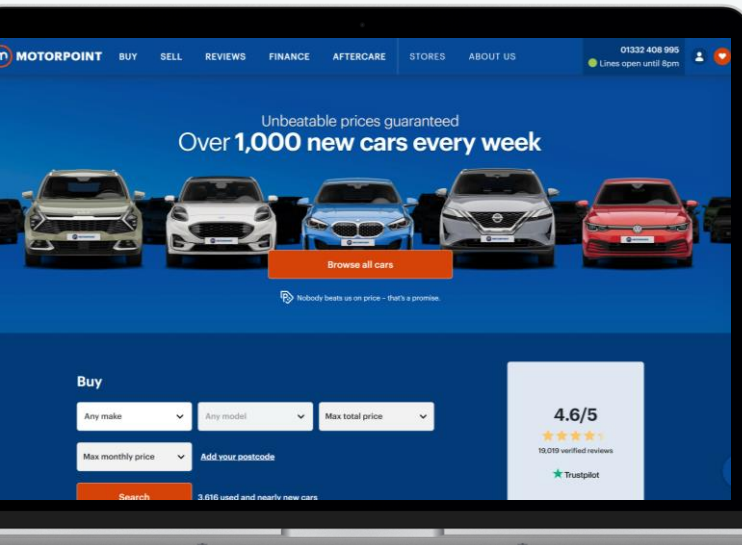 m MOTORPOINT BUY SELL REVIEWS FINANCE AFTERCARE STORES ABOUT US
01332 408 995
Lines open until 8pm
Unbeatable prices guaranteed
Over 1,000 new cars every week
Browse all cars
Nobody beats us on price - that's a promise.
Buy
Any make
Any model
Max total price
Max monthly price
Add your postcode
Search
3,616 used and nearly new cars
4.6/5
19,019 verified reviews
Trustpilot